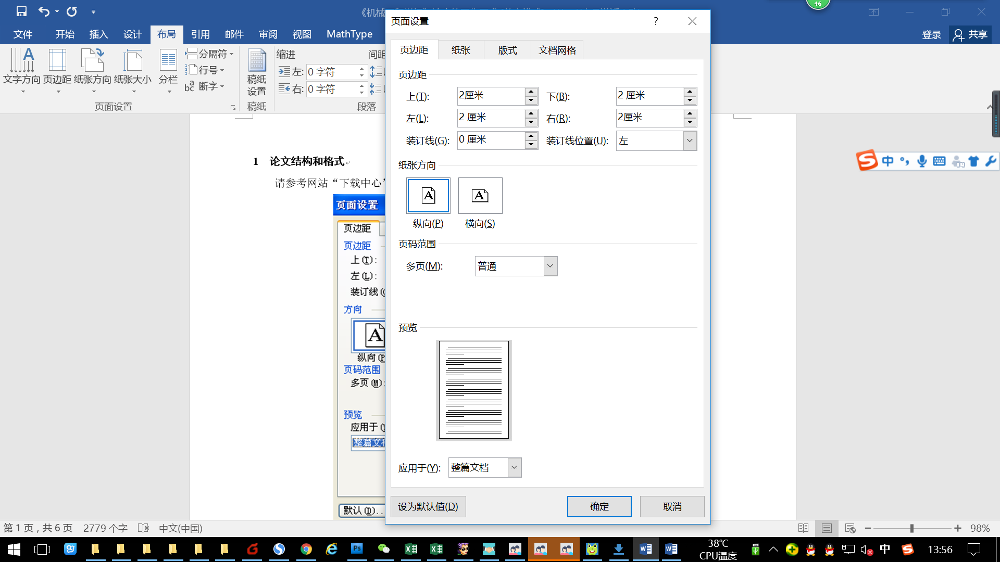 46
文件 开始 插入 设计 布局 引用 邮件 审阅 视图 MathType 登录 共享
文字方向 页边距 纸张方向 纸张大小 分栏
分隔符
行号
断字
页面设置
稿纸
设置
稿纸
缩进 间距
左: 0 字符
右: 0 字符
段落
1 论文结构和格式
请参考网站“下载中心”
页面设置
页边距
页边距
上(T):
左(L):
装订线(G
方向
A
纵向(P
页码范围
多页(M):
预览
应用于(Y
整篇文档
默认(D)...
页面设置
页边距 纸张 版式 文档网格
页边距
上(T): 2厘米 下(B): 2 厘米
左(L): 2 厘米 右(R): 2厘米
装订线(G): 0 厘米 装订线位置(U): 左
纸张方向
A A
纵向(P) 横向(S)
页码范围
多页(M): 普通
预览
应用于(Y): 整篇文档
设为默认值(D) 确定 取消
中
第 1 页，共 6 页 2779 个字 中文(中国) 98%
38℃
CPU温度
中
13:56